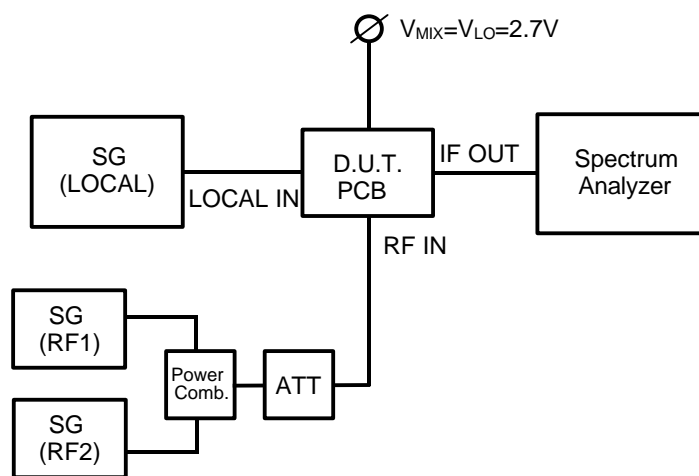 V_MIX=V_LO=2.7V
SG
(LOCAL)
LOCAL IN
D.U.T.
PCB
IF OUT
Spectrum
Analyzer
RF IN
SG
(RF1)
Power
Comb.
ATT
SG
(RF2)